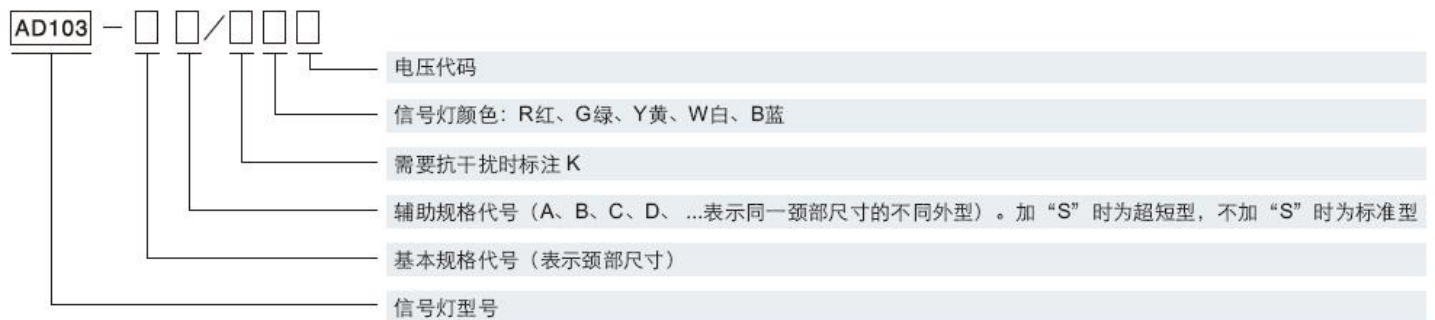 AD103 - □ □/□ □ □
电压代码
信号灯颜色：R红、G绿、Y黄、W白、B蓝
需要抗干扰时标注 K
辅助规格代号（A、B、C、D、 ...表示同一颈部尺寸的不同外型）。加“S”时为超短型，不加“S”时为标准型
基本规格代号（表示颈部尺寸）
信号灯型号